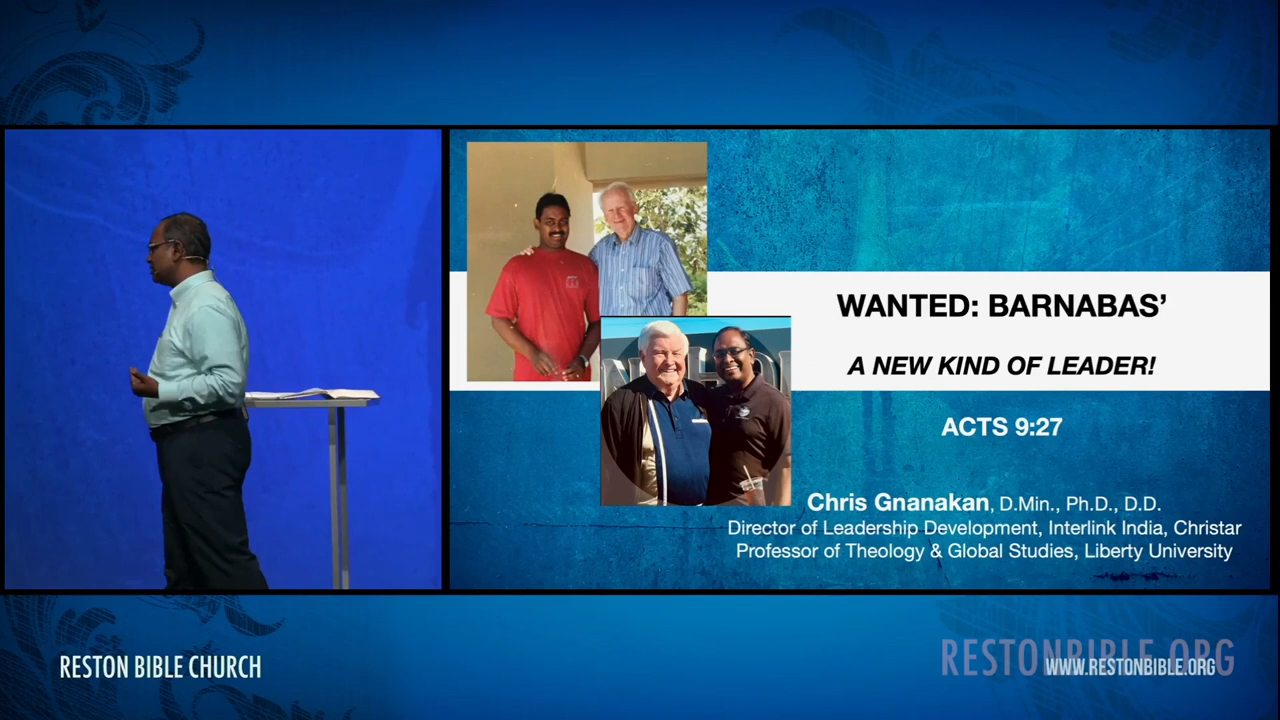 WANTED: BARNABAS’
A NEW KIND OF LEADER!
ACTS 9:27
Chris Gnanakan, D.Min., Ph.D., D.D.
Director of Leadership Development, Interlink India, Christar
Professor of Theology & Global Studies, Liberty University
RESTON BIBLE CHURCH
RESTONBIBLE.ORG
WWW.RESTONBIBLE.ORG